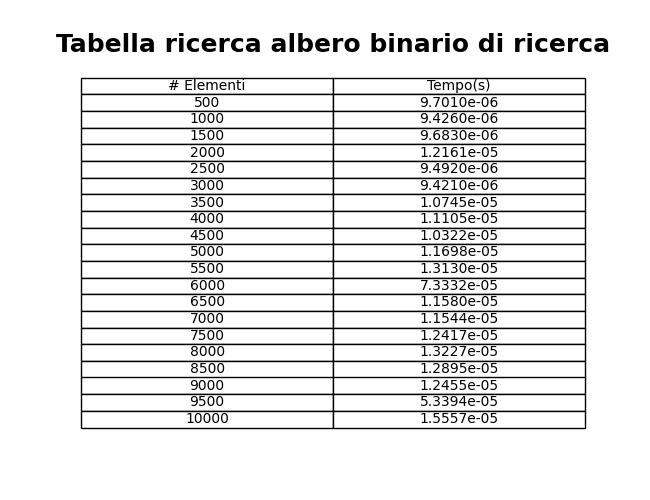 Tabella ricerca albero binario di ricerca
# Elementi Tempo(s)
500 9.7010e-06
1000 9.4260e-06
1500 9.6830e-06
2000 1.2161e-05
2500 9.4920e-06
3000 9.4210e-06
3500 1.0745e-05
4000 1.1105e-05
4500 1.0322e-05
5000 1.1698e-05
5500 1.3130e-05
6000 7.3332e-05
6500 1.1580e-05
7000 1.1544e-05
7500 1.2417e-05
8000 1.3227e-05
8500 1.2895e-05
9000 1.2455e-05
9500 5.3394e-05
10000 1.5557e-05